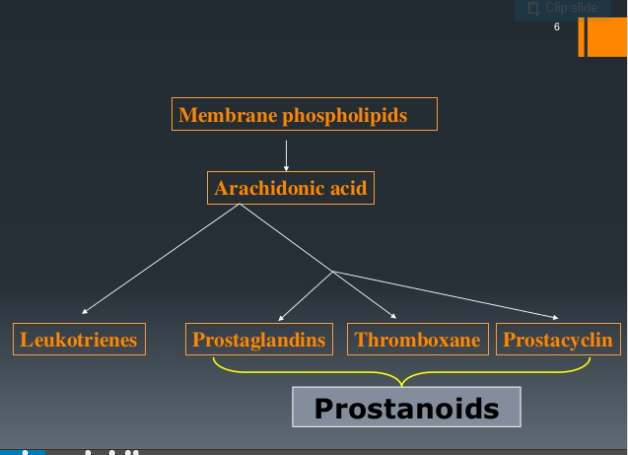 Clip slide
6
Membrane phospholipids
Arachidonic acid
Leukotrienes
Prostaglandins
Thromboxane
Prostacyclin
Prostanoids